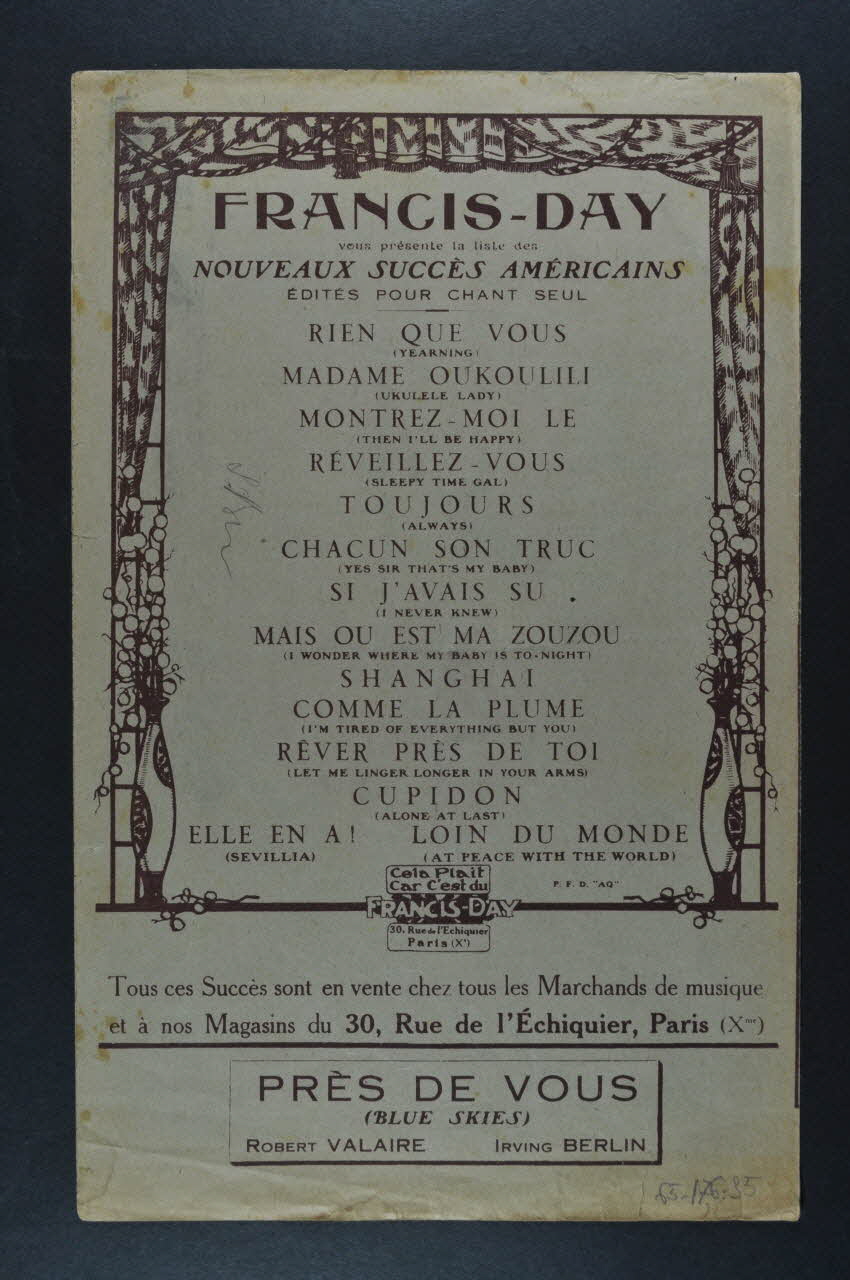 FRANCIS-DAY
vous présente la liste des
NOUVEAUX SUCCÈS AMÉRICAINS
ÉDITÉS POUR CHANT SEUL
RIEN QUE VOUS
(YEARNING)
MADAME OUKOULILI
(UKULELE LADY)
MONTREZ-MOI LE
(THEN I'LL BE HAPPY)
RÉVEILLEZ-VOUS
(SLEEPY TIME GAL)
TOUJOURS
(ALWAYS)
CHACUN SON TRUC
(YES SIR THAT'S MY BABY)
SI J'AVAIS SU .
(I NEVER KNEW)
MAIS OU EST MA ZOUZOU
(I WONDER WHERE MY BABY IS TO-NIGHT)
SHANGHAI
COMME LA PLUME
(I'M TIRED OF EVERYTHING BUT YOU)
RÊVER PRÈS DE TOI
(LET ME LINGER LONGER IN YOUR ARMS)
CUPIDON
(ALONE AT LAST)
ELLE EN A! LOIN DU MONDE
(SEVILLIA) (AT PEACE WITH THE WORLD)
Cela Plait
Car C'est du
P. F. D. "AQ"
FRANCIS-DAY
30, Rue de l'Echiquier
Paris (Xe)
Tous ces Succès sont en vente chez tous les Marchands de musique
et à nos Magasins du 30, Rue de l'Échiquier, Paris (Xme)
PRÈS DE VOUS
(BLUE SKIES)
ROBERT VALAIRE IRVING BERLIN